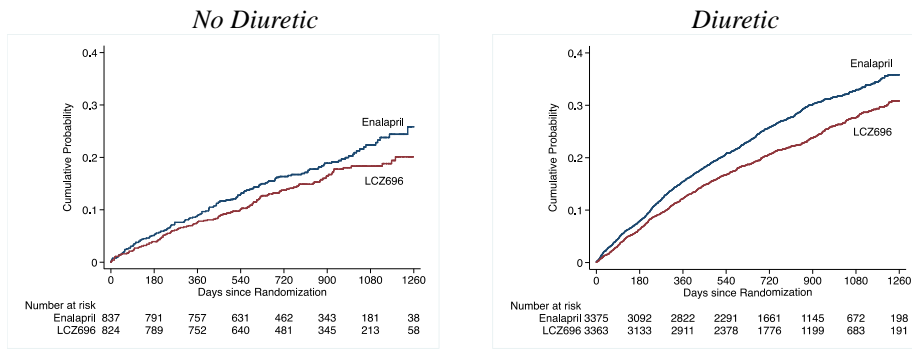 No Diuretic
0.4
0.3
0.2
0.1
0
Cumulative Probability
Enalapril
LCZ696
0 180 360 540 720 900 1080 1260
Days since Randomization
Number at risk
Enalapril 837 791 757 631 462 343 181 38
LCZ696 824 789 752 640 481 345 213 58
Diuretic
0.4
0.3
0.2
0.1
0
Cumulative Probability
Enalapril
LCZ696
0 180 360 540 720 900 1080 1260
Days since Randomization
Number at risk
Enalapril 3375 3092 2822 2291 1661 1145 672 198
LCZ696 3363 3133 2911 2378 1776 1199 683 191